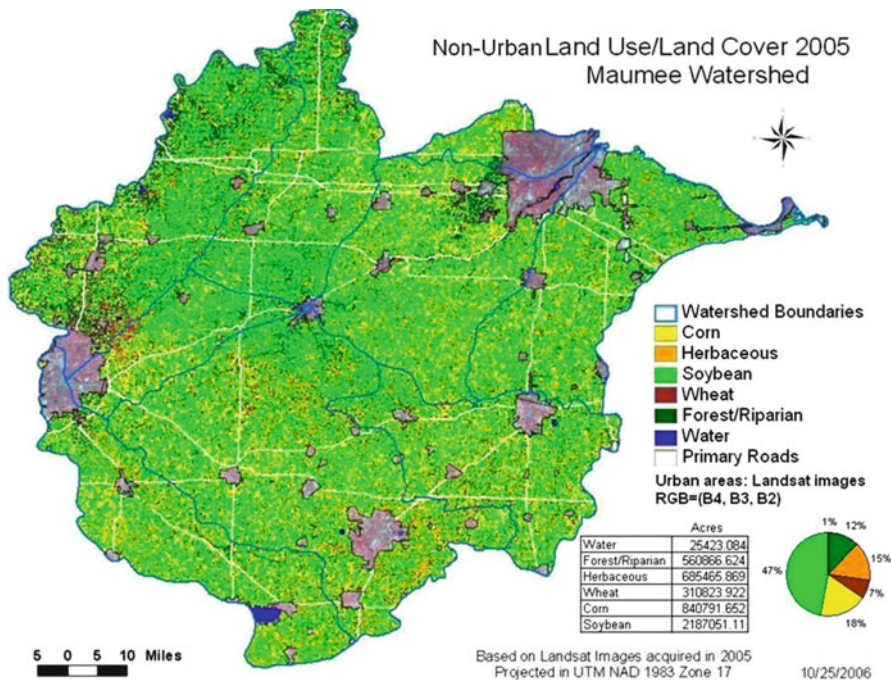 Non-Urban Land Use/Land Cover 2005
Maumee Watershed
Watershed Boundaries
Corn
Herbaceous
Soybean
Wheat
Forest/Riparian
Water
Primary Roads
Urban areas: Landsat images
RGB=(B4, B3, B2)
Acres
Water 25423.084
Forest/Riparian 560866.624
Herbaceous 685465.869
Wheat 310823.922
Corn 840791.652
Soybean 2187051.11
1% 12%
15%
47%
7%
18%
5 0 5 10 Miles
Based on Landsat Images acquired in 2005
Projected in UTM NAD 1983 Zone 17
10/25/2006